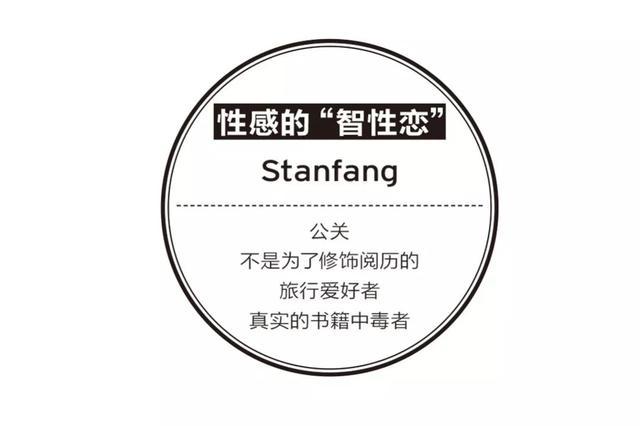 性感的“智性恋”
Stanfang
公关
不是为了修饰阅历的
旅行爱好者
真实的书籍中毒者